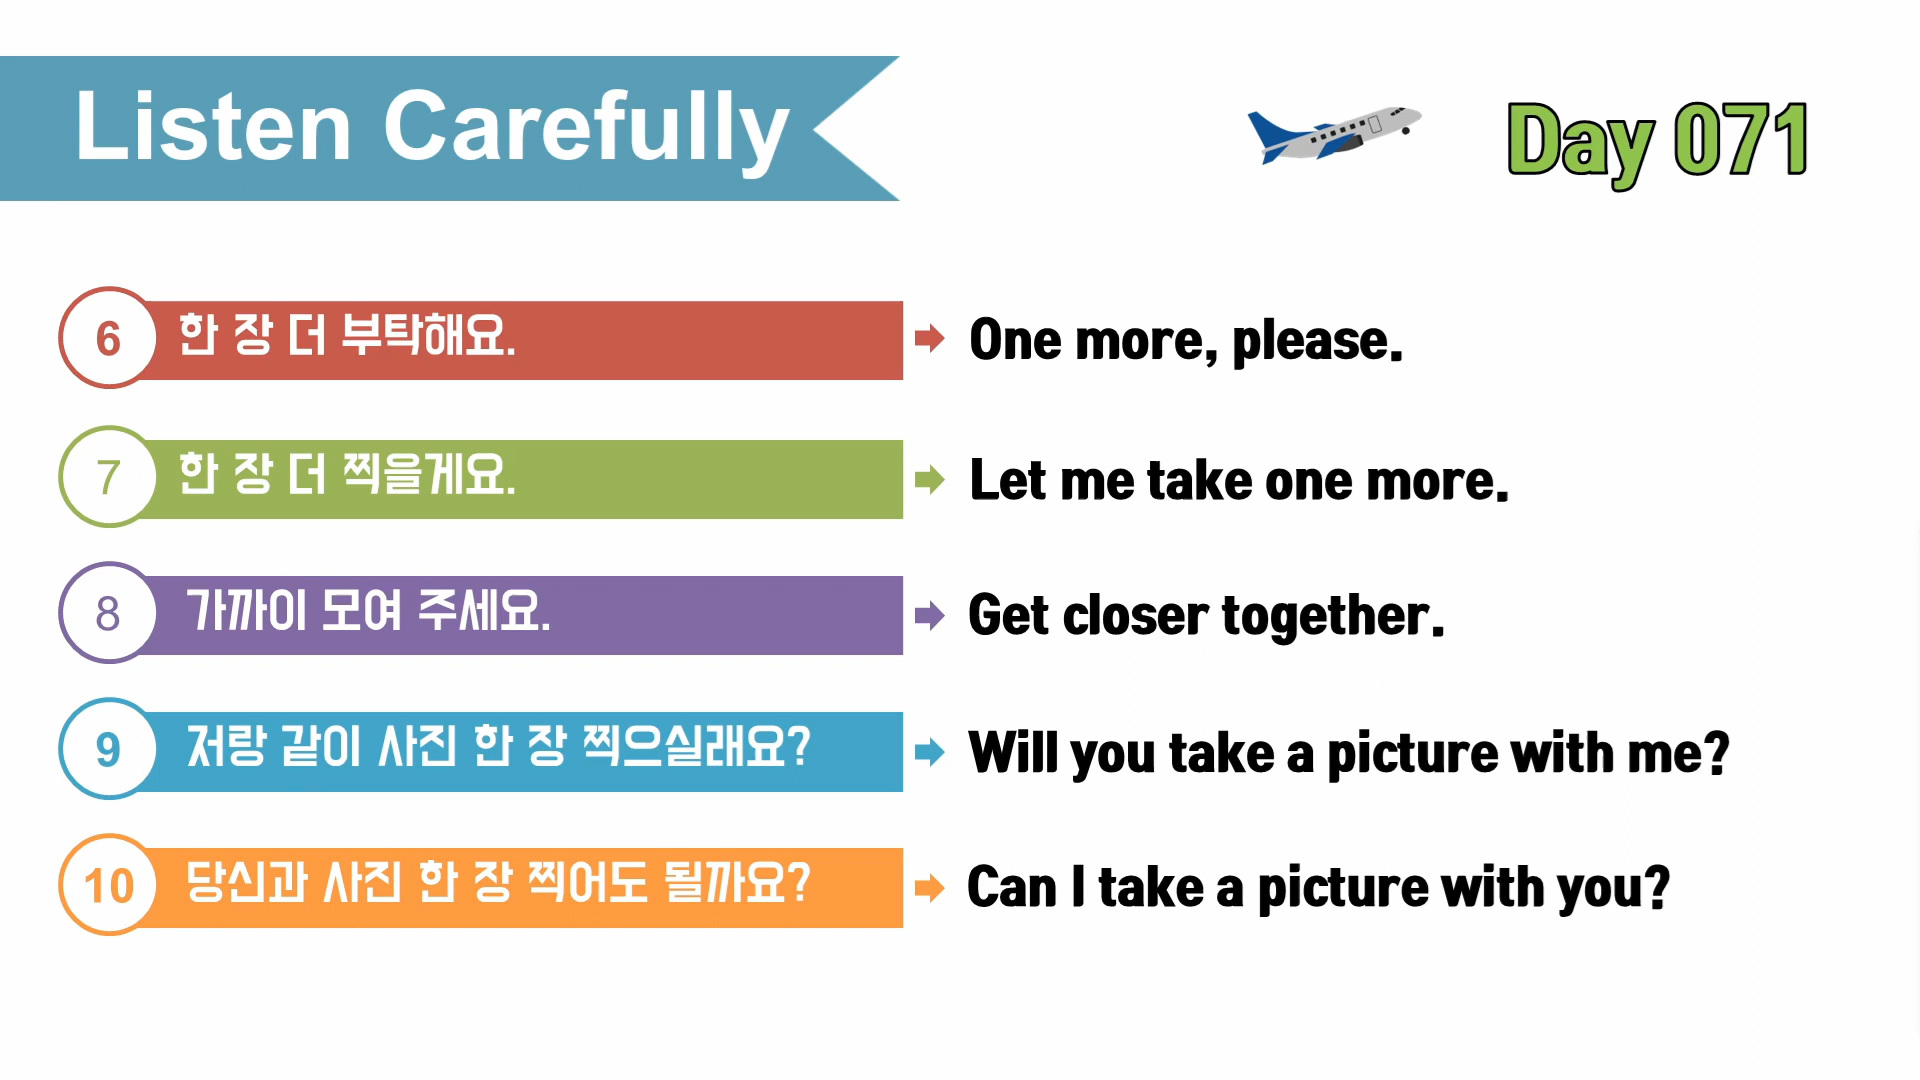 Listen Carefully
Day 071
6 한 장 더 부탁해요. One more, please.
7 한 장 더 찍을게요. Let me take one more.
8 가까이 모여 주세요. Get closer together.
9 저랑 같이 사진 한 장 찍으실래요? Will you take a picture with me?
10 당신과 사진 한 장 찍어도 될까요? Can I take a picture with you?